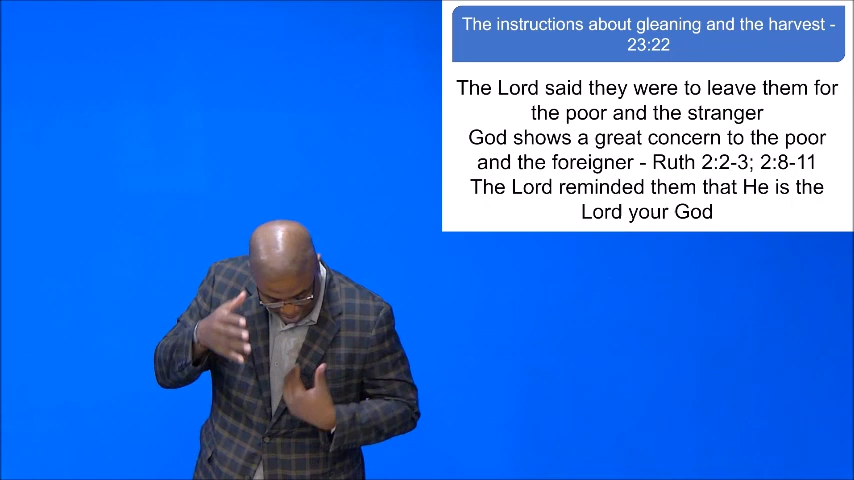 The instructions about gleaning and the harvest -
23:22
The Lord said they were to leave them for
the poor and the stranger
God shows a great concern to the poor
and the foreigner - Ruth 2:2-3; 2:8-11
The Lord reminded them that He is the
Lord your God